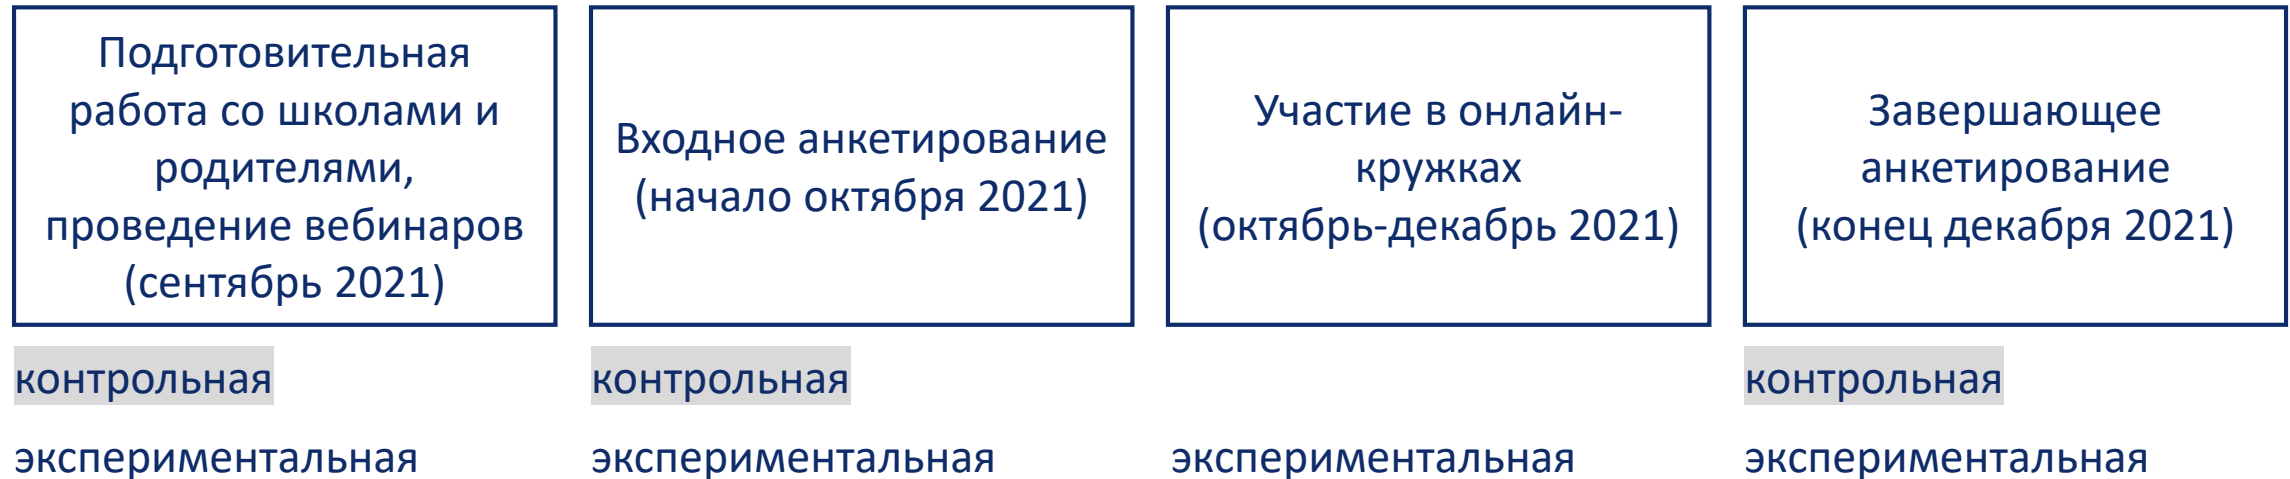 Подготовительная
работа со школами и
родителями,
проведение вебинаров
(сентябрь 2021)
Входное анкетирование
(начало октября 2021)
Участие в онлайн-
кружках
(октябрь-декабрь 2021)
Завершающее
анкетирование
(конец декабря 2021)
контрольная
контрольная
контрольная
экспериментальная
экспериментальная
экспериментальная
экспериментальная